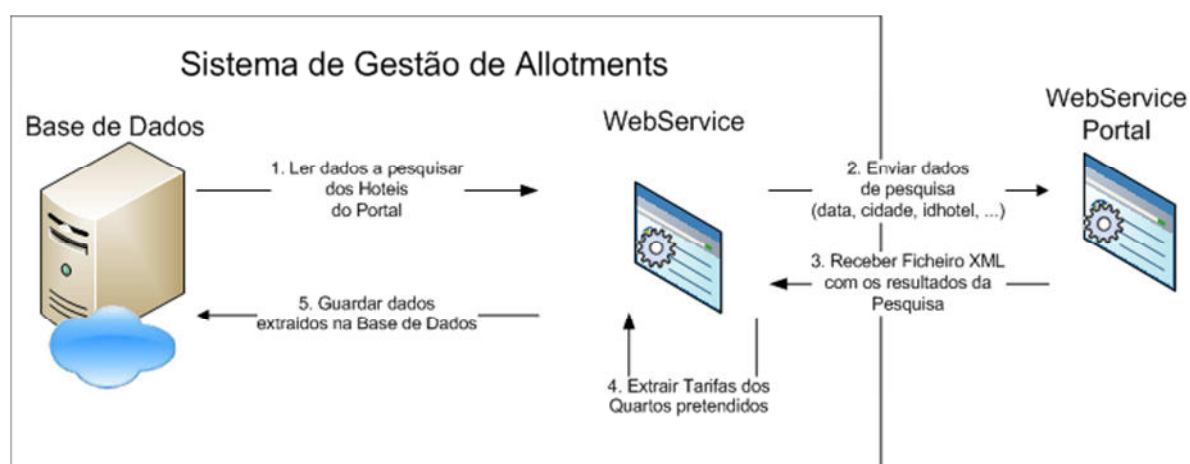 Sistema de Gestão de Allotments
Base de Dados
WebService
WebService
Portal
1. Ler dados a pesquisar
dos Hoteis
do Portal
2. Enviar dados
de pesquisa
(data, cidade, idhotel, ...)
3. Receber Ficheiro XML
com os resultados da
Pesquisa
5. Guardar dados
extraidos na Base de Dados
4. Extrair Tarifas dos
Quartos pretendidos